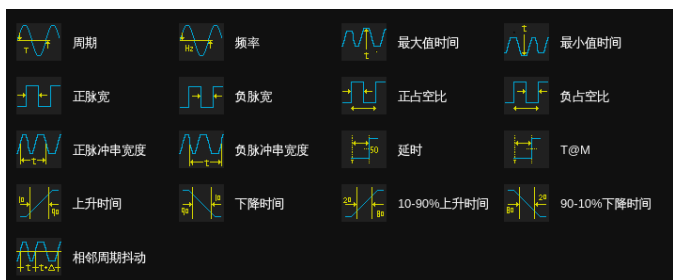 周期 频率 最大值时间 最小值时间
正脉宽 负脉宽 正占空比 负占空比
正脉冲串宽度 负脉冲串宽度 延时 T@M
上升时间 下降时间 10-90%上升时间 90-10%下降时间
相邻周期抖动